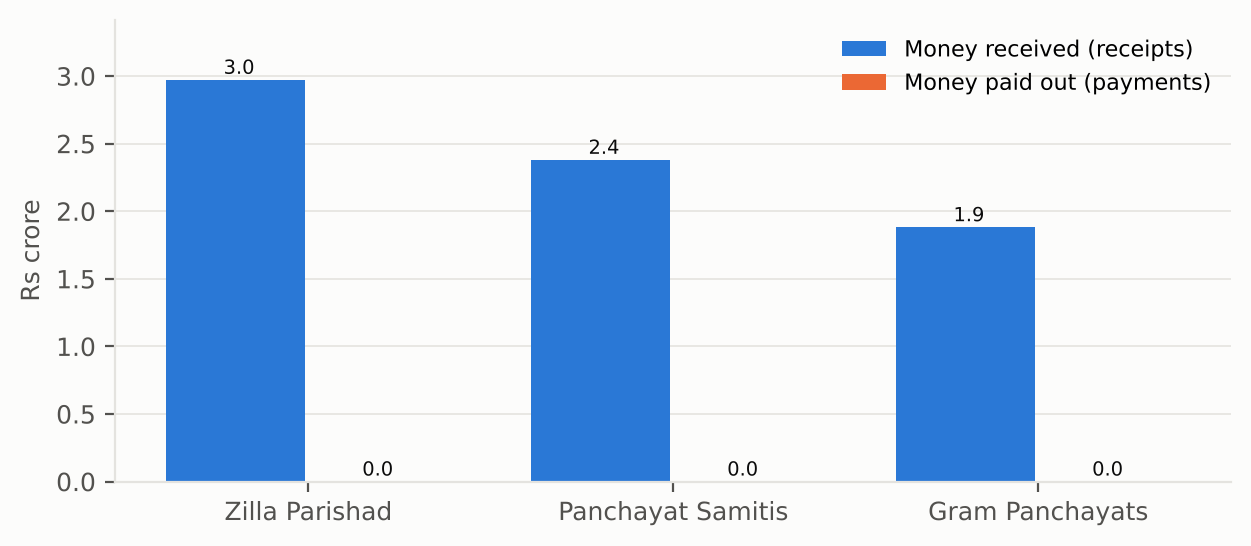 Money received (receipts)
Money paid out (payments)
Rs crore
3.0
2.5
2.0
1.5
1.0
0.5
0.0
3.0
0.0
2.4
0.0
1.9
0.0
Zilla Parishad
Panchayat Samitis
Gram Panchayats